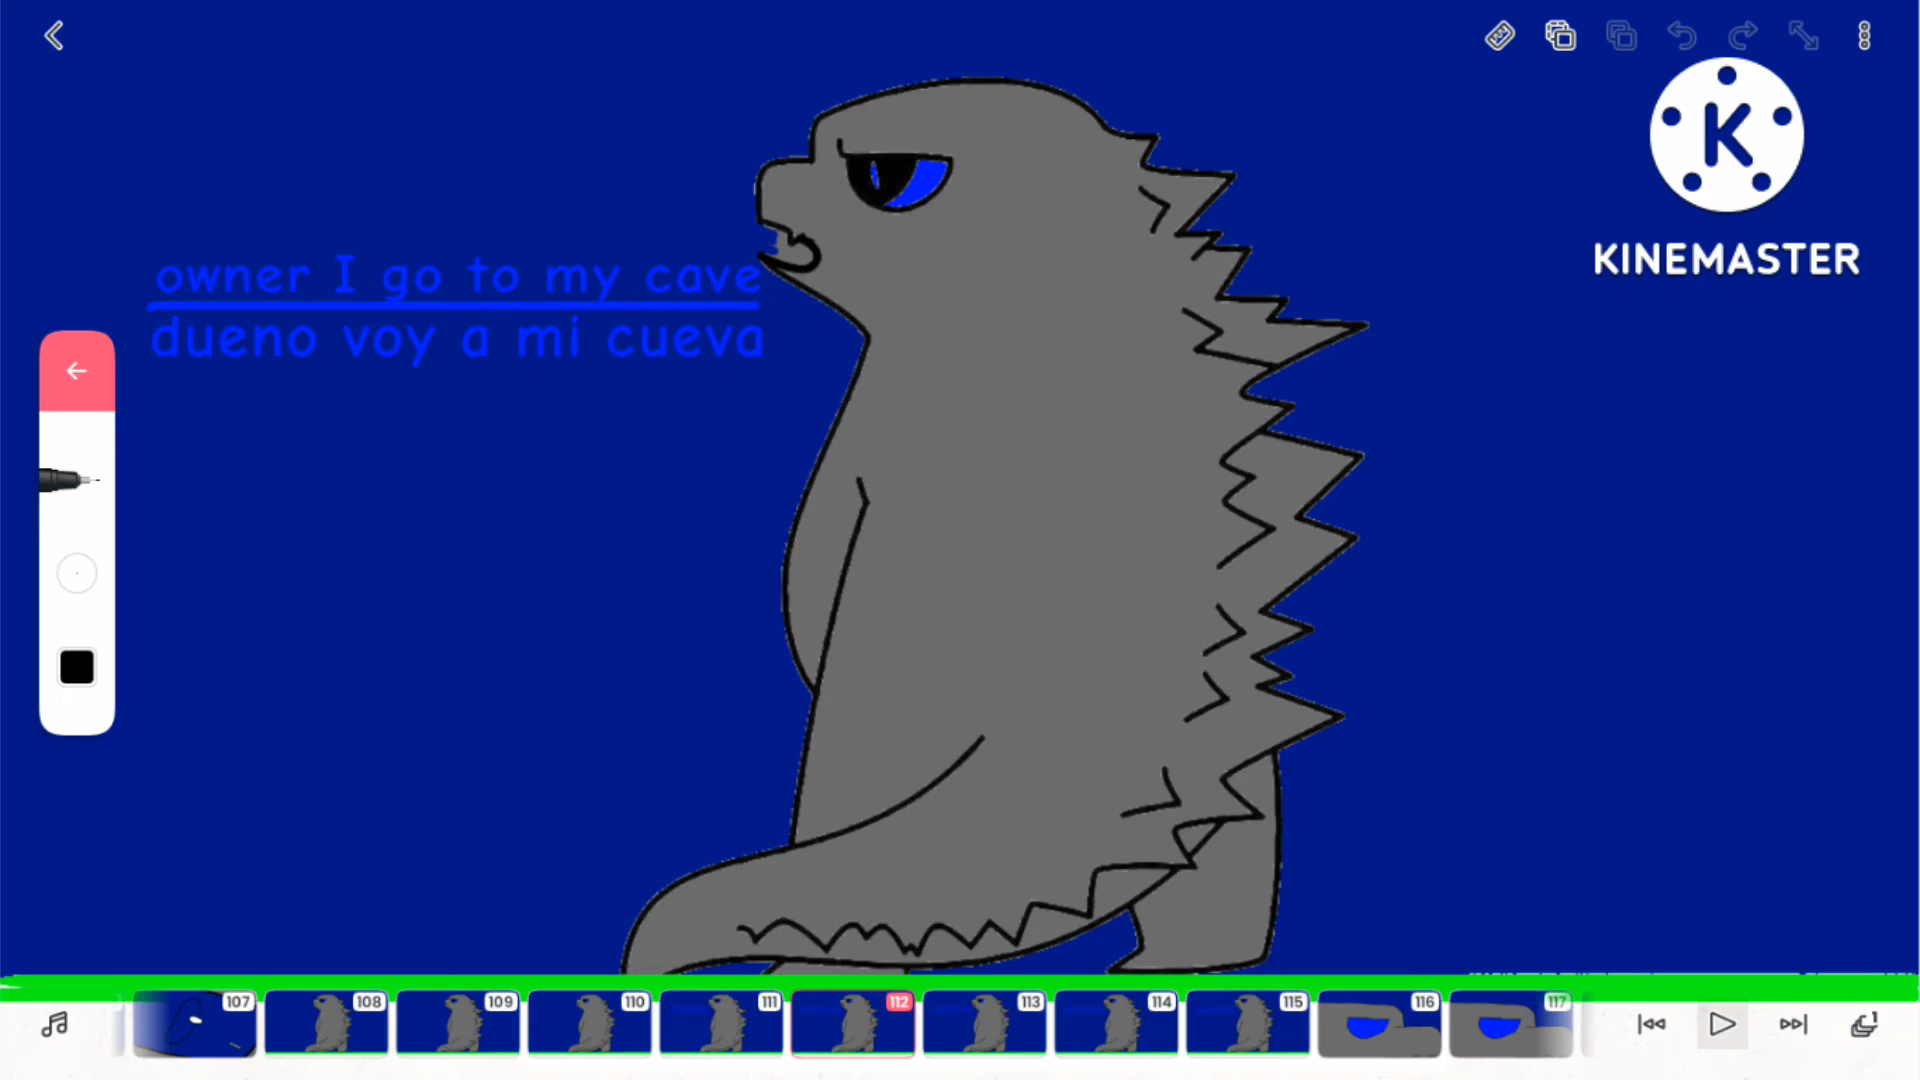 K
KINEMASTER
owner I go to my cave
dueno voy a mi cueva
107 108 109 110 111 112 113 114 115 116 117